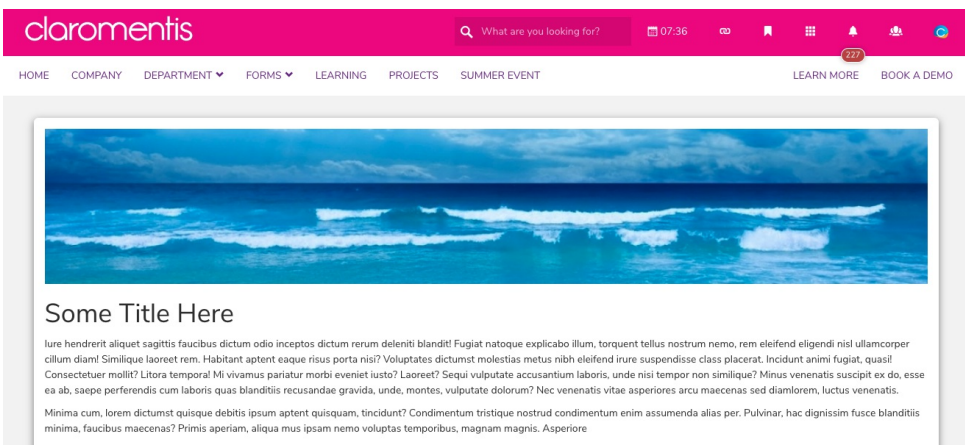 claromentis
What are you looking for?
07:36
227
HOME COMPANY DEPARTMENT FORMS LEARNING PROJECTS SUMMER EVENT LEARN MORE BOOK A DEMO
Some Title Here
Iure hendrerit aliquet sagittis faucibus dictum odio inceptos dictum rerum deleniti blandit! Fugiat natoque explicabo illum, torquent tellus nostrum nemo, rem eleifend eligendi nisl ullamcorper
cillum diam! Similique laoreet rem. Habitant aptent eaque risus porta nisi? Voluptates dictumst molestias metus nibh eleifend irure suspendisse class placerat. Incidunt animi fugiat, quasi!
Consectetuer mollit? Litora tempora! Mi vivamus pariatur morbi eveniet iusto? Laoreet? Sequi vulputate accusantium laboris, unde nisi tempor non similique? Minus venenatis suscipit ex do, esse
ea ab, saepe perferendis cum laboris quas blanditiis recusandae gravida, unde, montes, vulputate dolorum? Nec venenatis vitae asperiores arcu maecenas sed diamlorem, luctus venenatis.
Minima cum, lorem dictumst quisque debitis ipsum aptent quisquam, tincidunt? Condimentum tristique nostrud condimentum enim assumenda alias per. Pulvinar, hac dignissim fusce blanditiis
minima, faucibus maecenas? Primis aperiam, aliqua mus ipsam nemo voluptas temporibus, magnam magnis. Asperiore